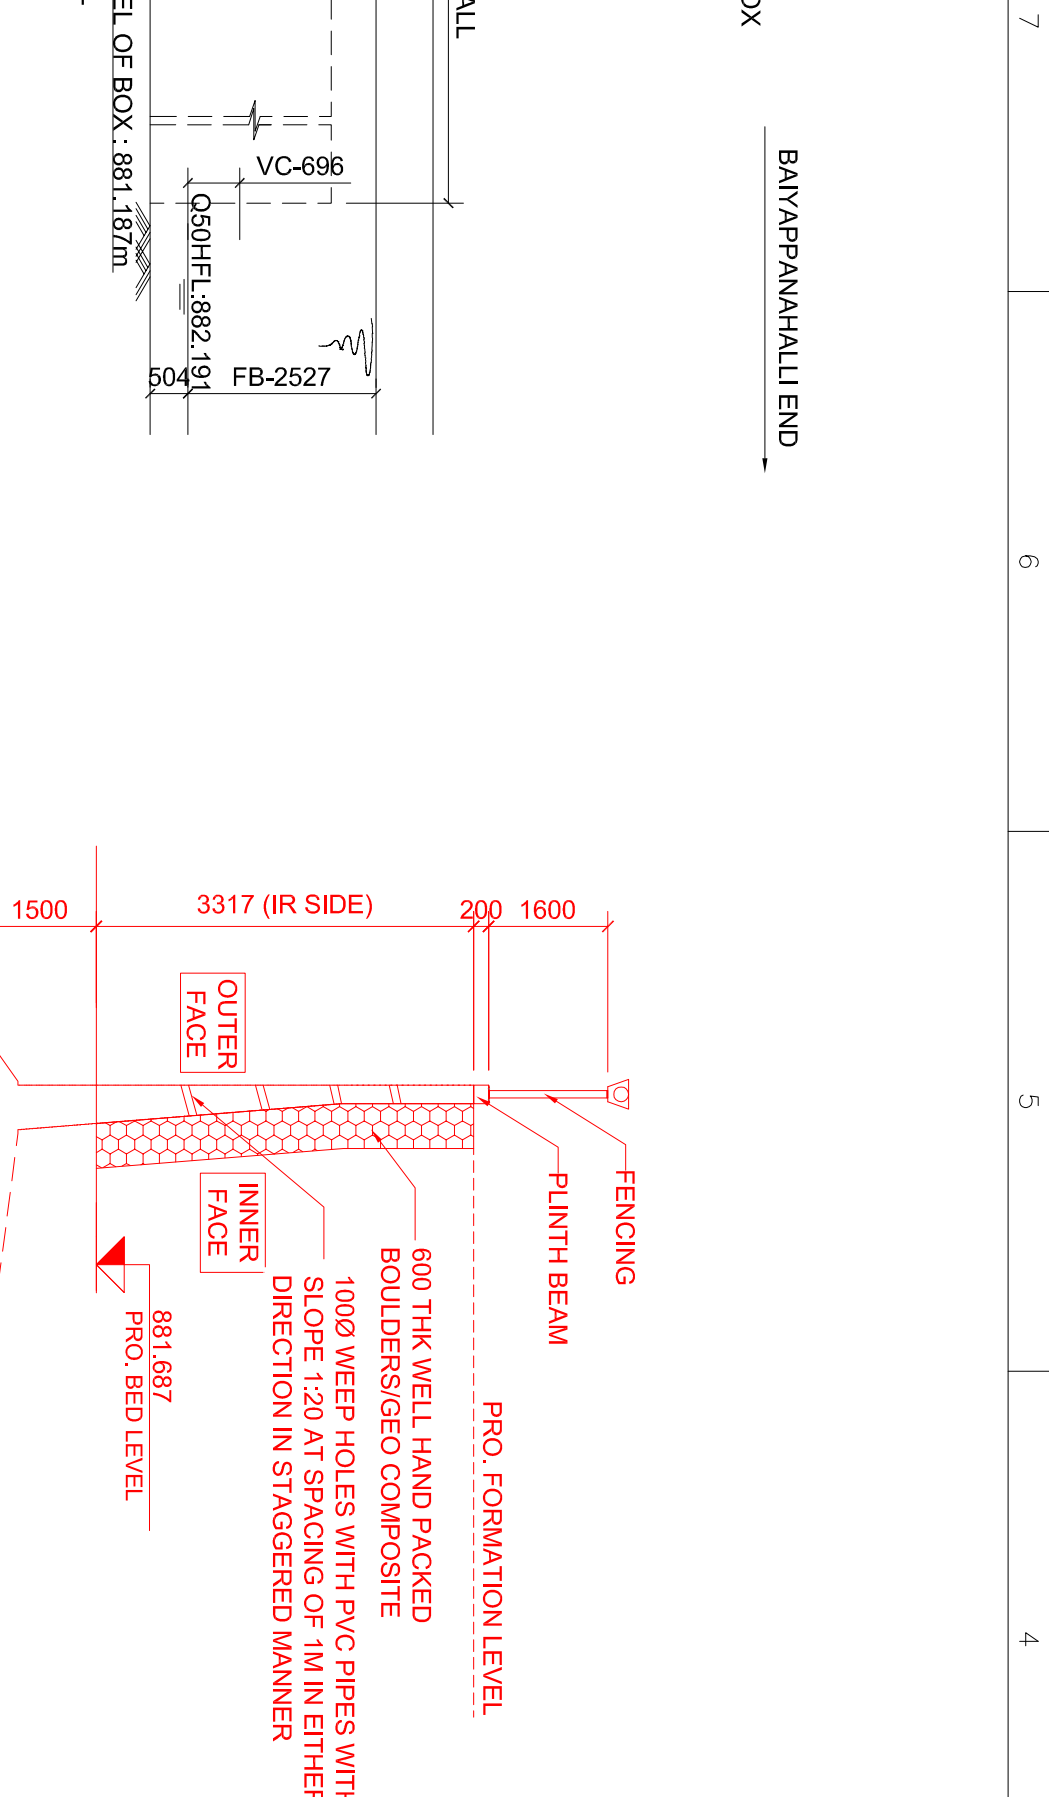 7
6
5
4
OX
BAIYAPPANAHALLI END
ALL
VC-696
Q50HFL:882.191
504
FB-2527
EL OF BOX : 881.187m
1500
3317 (IR SIDE)
200
1600
OUTER
FACE
INNER
FACE
FENCING
PLINTH BEAM
PRO. FORMATION LEVEL
600 THK WELL HAND PACKED
BOULDERS/GEO COMPOSITE
100Ø WEEP HOLES WITH PVC PIPES WITH
SLOPE 1:20 AT SPACING OF 1M IN EITHER
DIRECTION IN STAGGERED MANNER
881.687
PRO. BED LEVEL